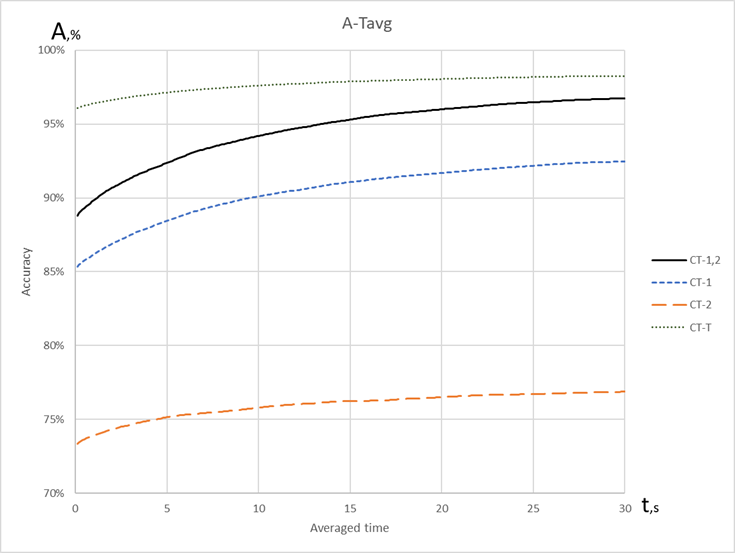 A-Tavg
A,%
100%
95%
90%
85%
80%
75%
70%
Accuracy
0 5 10 15 20 25 30
t,s
Averaged time
CT-1,2
CT-1
CT-2
CT-T